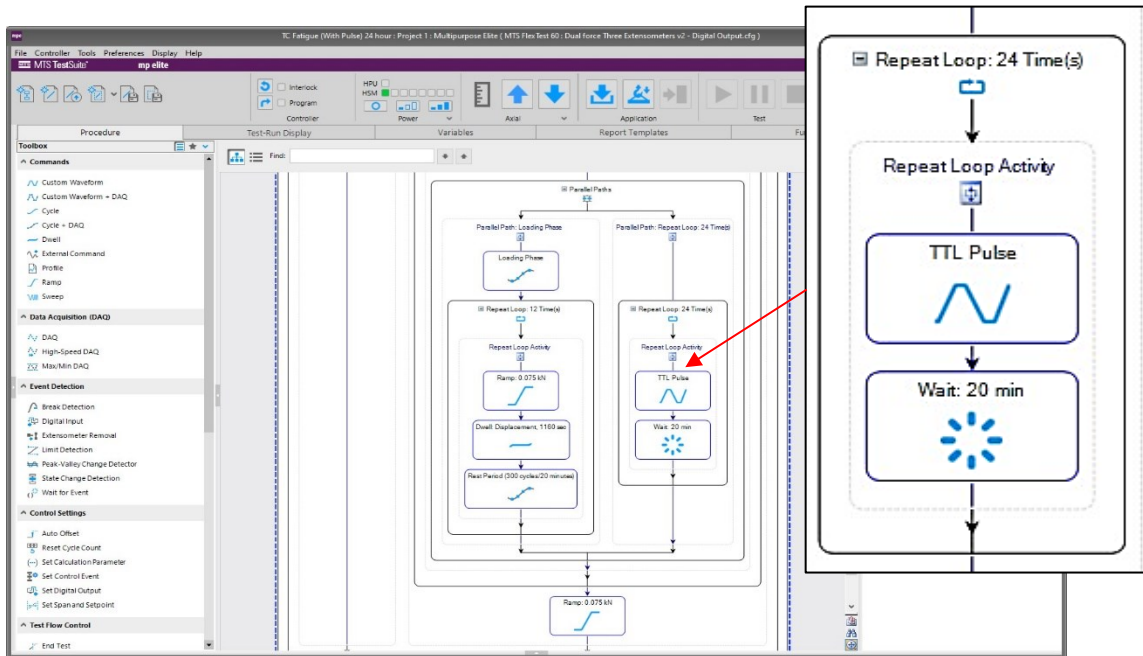 TC Fatigue (With Pulse) 24 hour : Project 1 : Multipurpose Elite ( MTS FlexTest 60 : Dual force Three Extensometers v2 - Digital Output.cfg )
File Controller Tools Preferences Display Help
MTS TestSuite mp elite
Interlock
Program
Controller
HPU
HSM
Power
Axial
Application
Test
Procedure
Test-Run Display
Variables
Report Templates
Fu
Toolbox
Find:
Commands
Custom Waveform
Custom Waveform + DAQ
Cycle
Cycle + DAQ
Dwell
External Command
Profile
Ramp
Sweep
Data Acquisition (DAQ)
DAQ
High-Speed DAQ
Max/Min DAQ
Event Detection
Break Detection
Digital Input
Extensometer Removal
Limit Detection
Peak-Valley Change Detector
State Change Detection
Wait for Event
Control Settings
Auto Offset
Reset Cycle Count
Set Calculation Parameter
Set Control Event
Set Digital Output
Set Span and Setpoint
Test Flow Control
End Test
Parallel Paths
Parallel Path: Loading Phase
Loading Phase
Repeat Loop: 12 Time(s)
Repeat Loop Activity
Ramp: 0.075 kN
Dwell: Displacement, 1160 sec
Rest Period (300 cycles/20 minutes)
Parallel Path: Repeat Loop: 24 Time(s)
Repeat Loop: 24 Time(s)
Repeat Loop Activity
TTL Pulse
Wait: 20 min
Ramp: 0.075 kN
Repeat Loop: 24 Time(s)
Repeat Loop Activity
TTL Pulse
Wait: 20 min